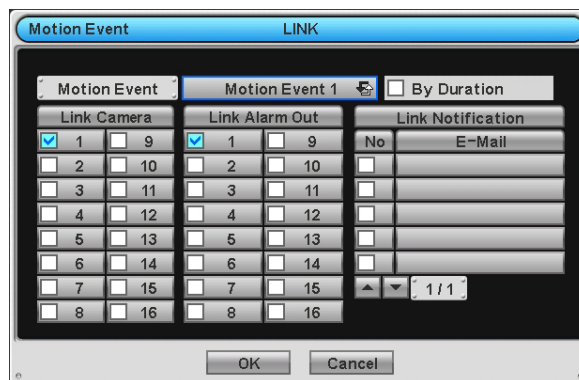 Motion Event LINK
Motion Event Motion Event 1 By Duration
Link Camera Link Alarm Out Link Notification
1 9 1 9 No E-Mail
2 10 2 10
3 11 3 11
4 12 4 12
5 13 5 13
6 14 6 14
7 15 7 15 1/1
8 16 8 16
OK Cancel